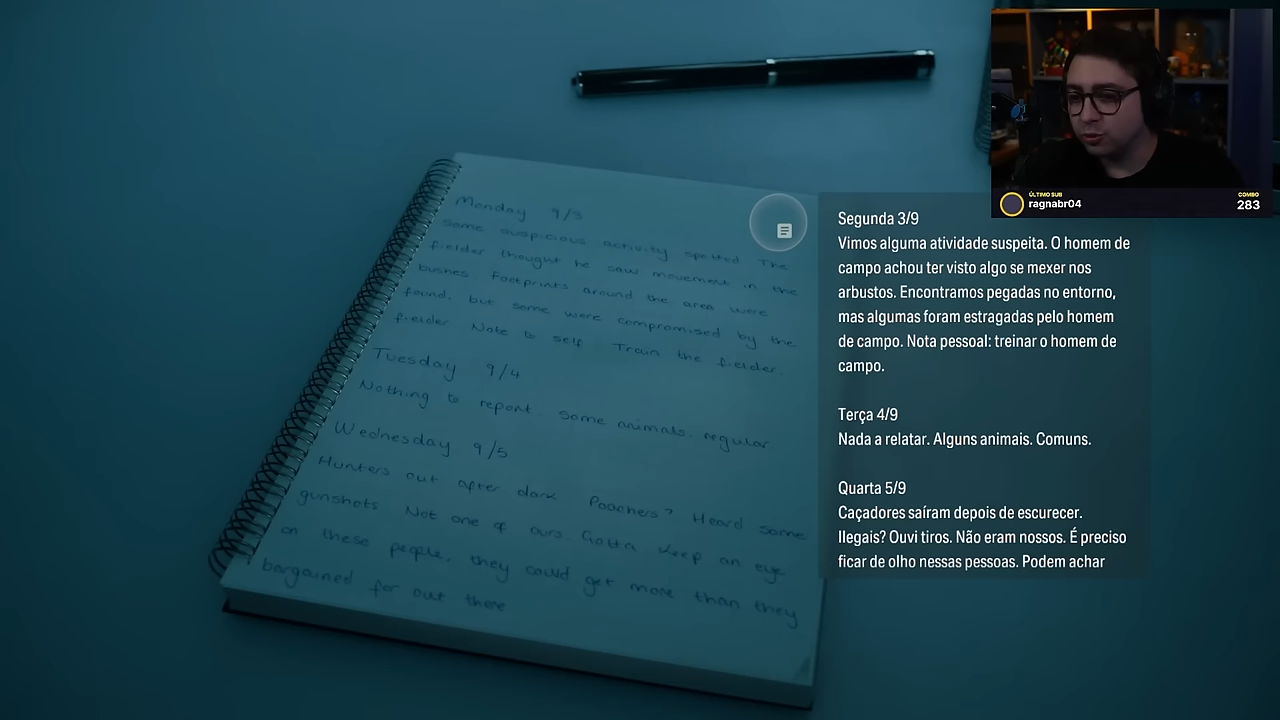 Monday 9/3
Some suspicious activity spotted. The
fielder thought he saw movement in the
bushes. Footprints around the area were
found, but some were compromised by the
fielder. Note to self. Train the fielder.
Tuesday 9/4
Nothing to report. Some animals. regular
Wednesday 9/5
Hunters out after dark. Poachers? Heard some
gunshots. Not one of ours. Gotta keep an eye
on these people, they could get more than they
bargained for out there
Segunda 3/9
Vimos alguma atividade suspeita. O homem de
campo achou ter visto algo se mexer nos
arbustos. Encontramos pegadas no entorno,
mas algumas foram estragadas pelo homem
de campo. Nota pessoal: treinar o homem de
campo.
Terça 4/9
Nada a relatar. Alguns animais. Comuns.
Quarta 5/9
Caçadores saíram depois de escurecer.
Ilegais? Ouvi tiros. Não eram nossos. É preciso
ficar de olho nessas pessoas. Podem achar
ÚLTIMO SUB
ragnabr04
COMBO
283